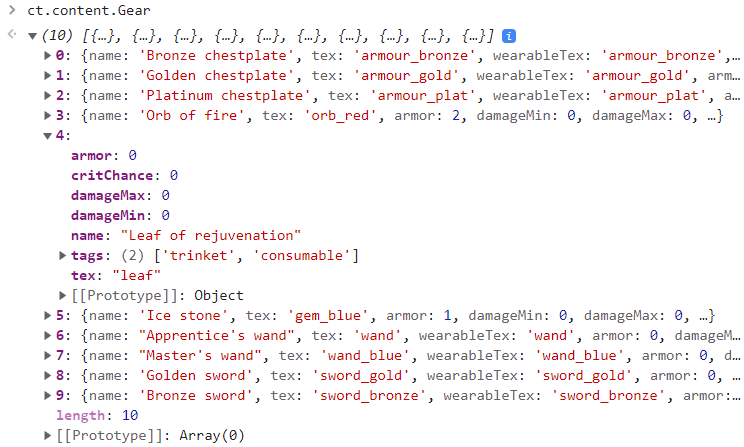 ct.content.Gear
(10) [{…}, {…}, {…}, {…}, {…}, {…}, {…}, {…}, {…}, {…}] i
0: {name: 'Bronze chestplate', tex: 'armour_bronze', wearableTex: 'armour_bronze',…
1: {name: 'Golden chestplate', tex: 'armour_gold', wearableTex: 'armour_gold', arm…
2: {name: 'Platinum chestplate', tex: 'armour_plat', wearableTex: 'armour_plat', a…
3: {name: 'Orb of fire', tex: 'orb_red', armor: 2, damageMin: 0, damageMax: 0, …}
4:
armor: 0
critChance: 0
damageMax: 0
damageMin: 0
name: "Leaf of rejuvenation"
tags: (2) ['trinket', 'consumable']
tex: "leaf"
[[Prototype]]: Object
5: {name: 'Ice stone', tex: 'gem_blue', armor: 1, damageMin: 0, damageMax: 0, …}
6: {name: "Apprentice's wand", tex: 'wand', wearableTex: 'wand', armor: 0, damageM…
7: {name: "Master's wand", tex: 'wand_blue', wearableTex: 'wand_blue', armor: 0, d…
8: {name: 'Golden sword', tex: 'sword_gold', wearableTex: 'sword_gold', armor: 0, …
9: {name: 'Bronze sword', tex: 'sword_bronze', wearableTex: 'sword_bronze', armor:…
length: 10
[[Prototype]]: Array(0)